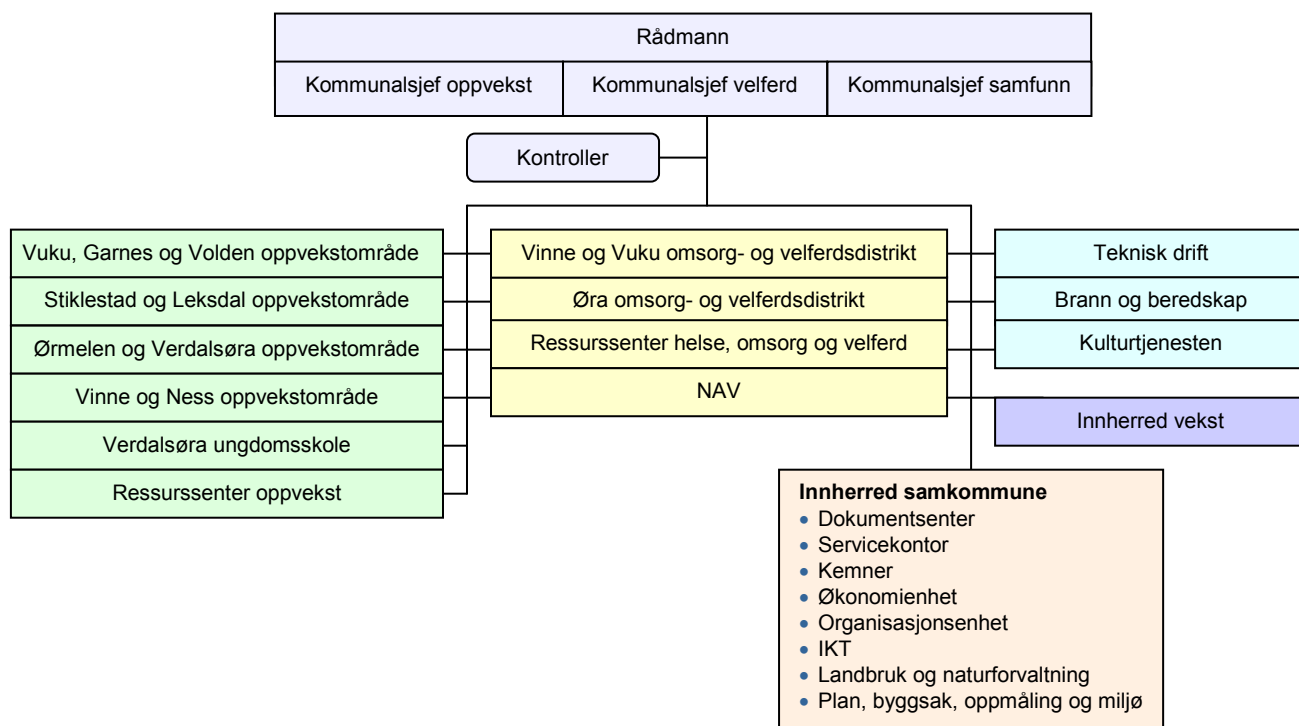 Rådmann
Kommunalsjef oppvekst
Kommunalsjef velferd
Kommunalsjef samfunn
Kontroller
Vuku, Garnes og Volden oppvekstområde
Stiklestad og Leksdal oppvekstområde
Ørmelen og Verdalsøra oppvekstområde
Vinne og Ness oppvekstområde
Verdalsøra ungdomsskole
Ressurssenter oppvekst
Vinne og Vuku omsorg- og velferdsdistrikt
Øra omsorg- og velferdsdistrikt
Ressurssenter helse, omsorg og velferd
NAV
Teknisk drift
Brann og beredskap
Kulturtjenesten
Innherred vekst
Innherred samkommune
• Dokumentsenter
• Servicekontor
• Kemner
• Økonomienhet
• Organisasjonsenhet
• IKT
• Landbruk og naturforvaltning
• Plan, byggsak, oppmåling og miljø